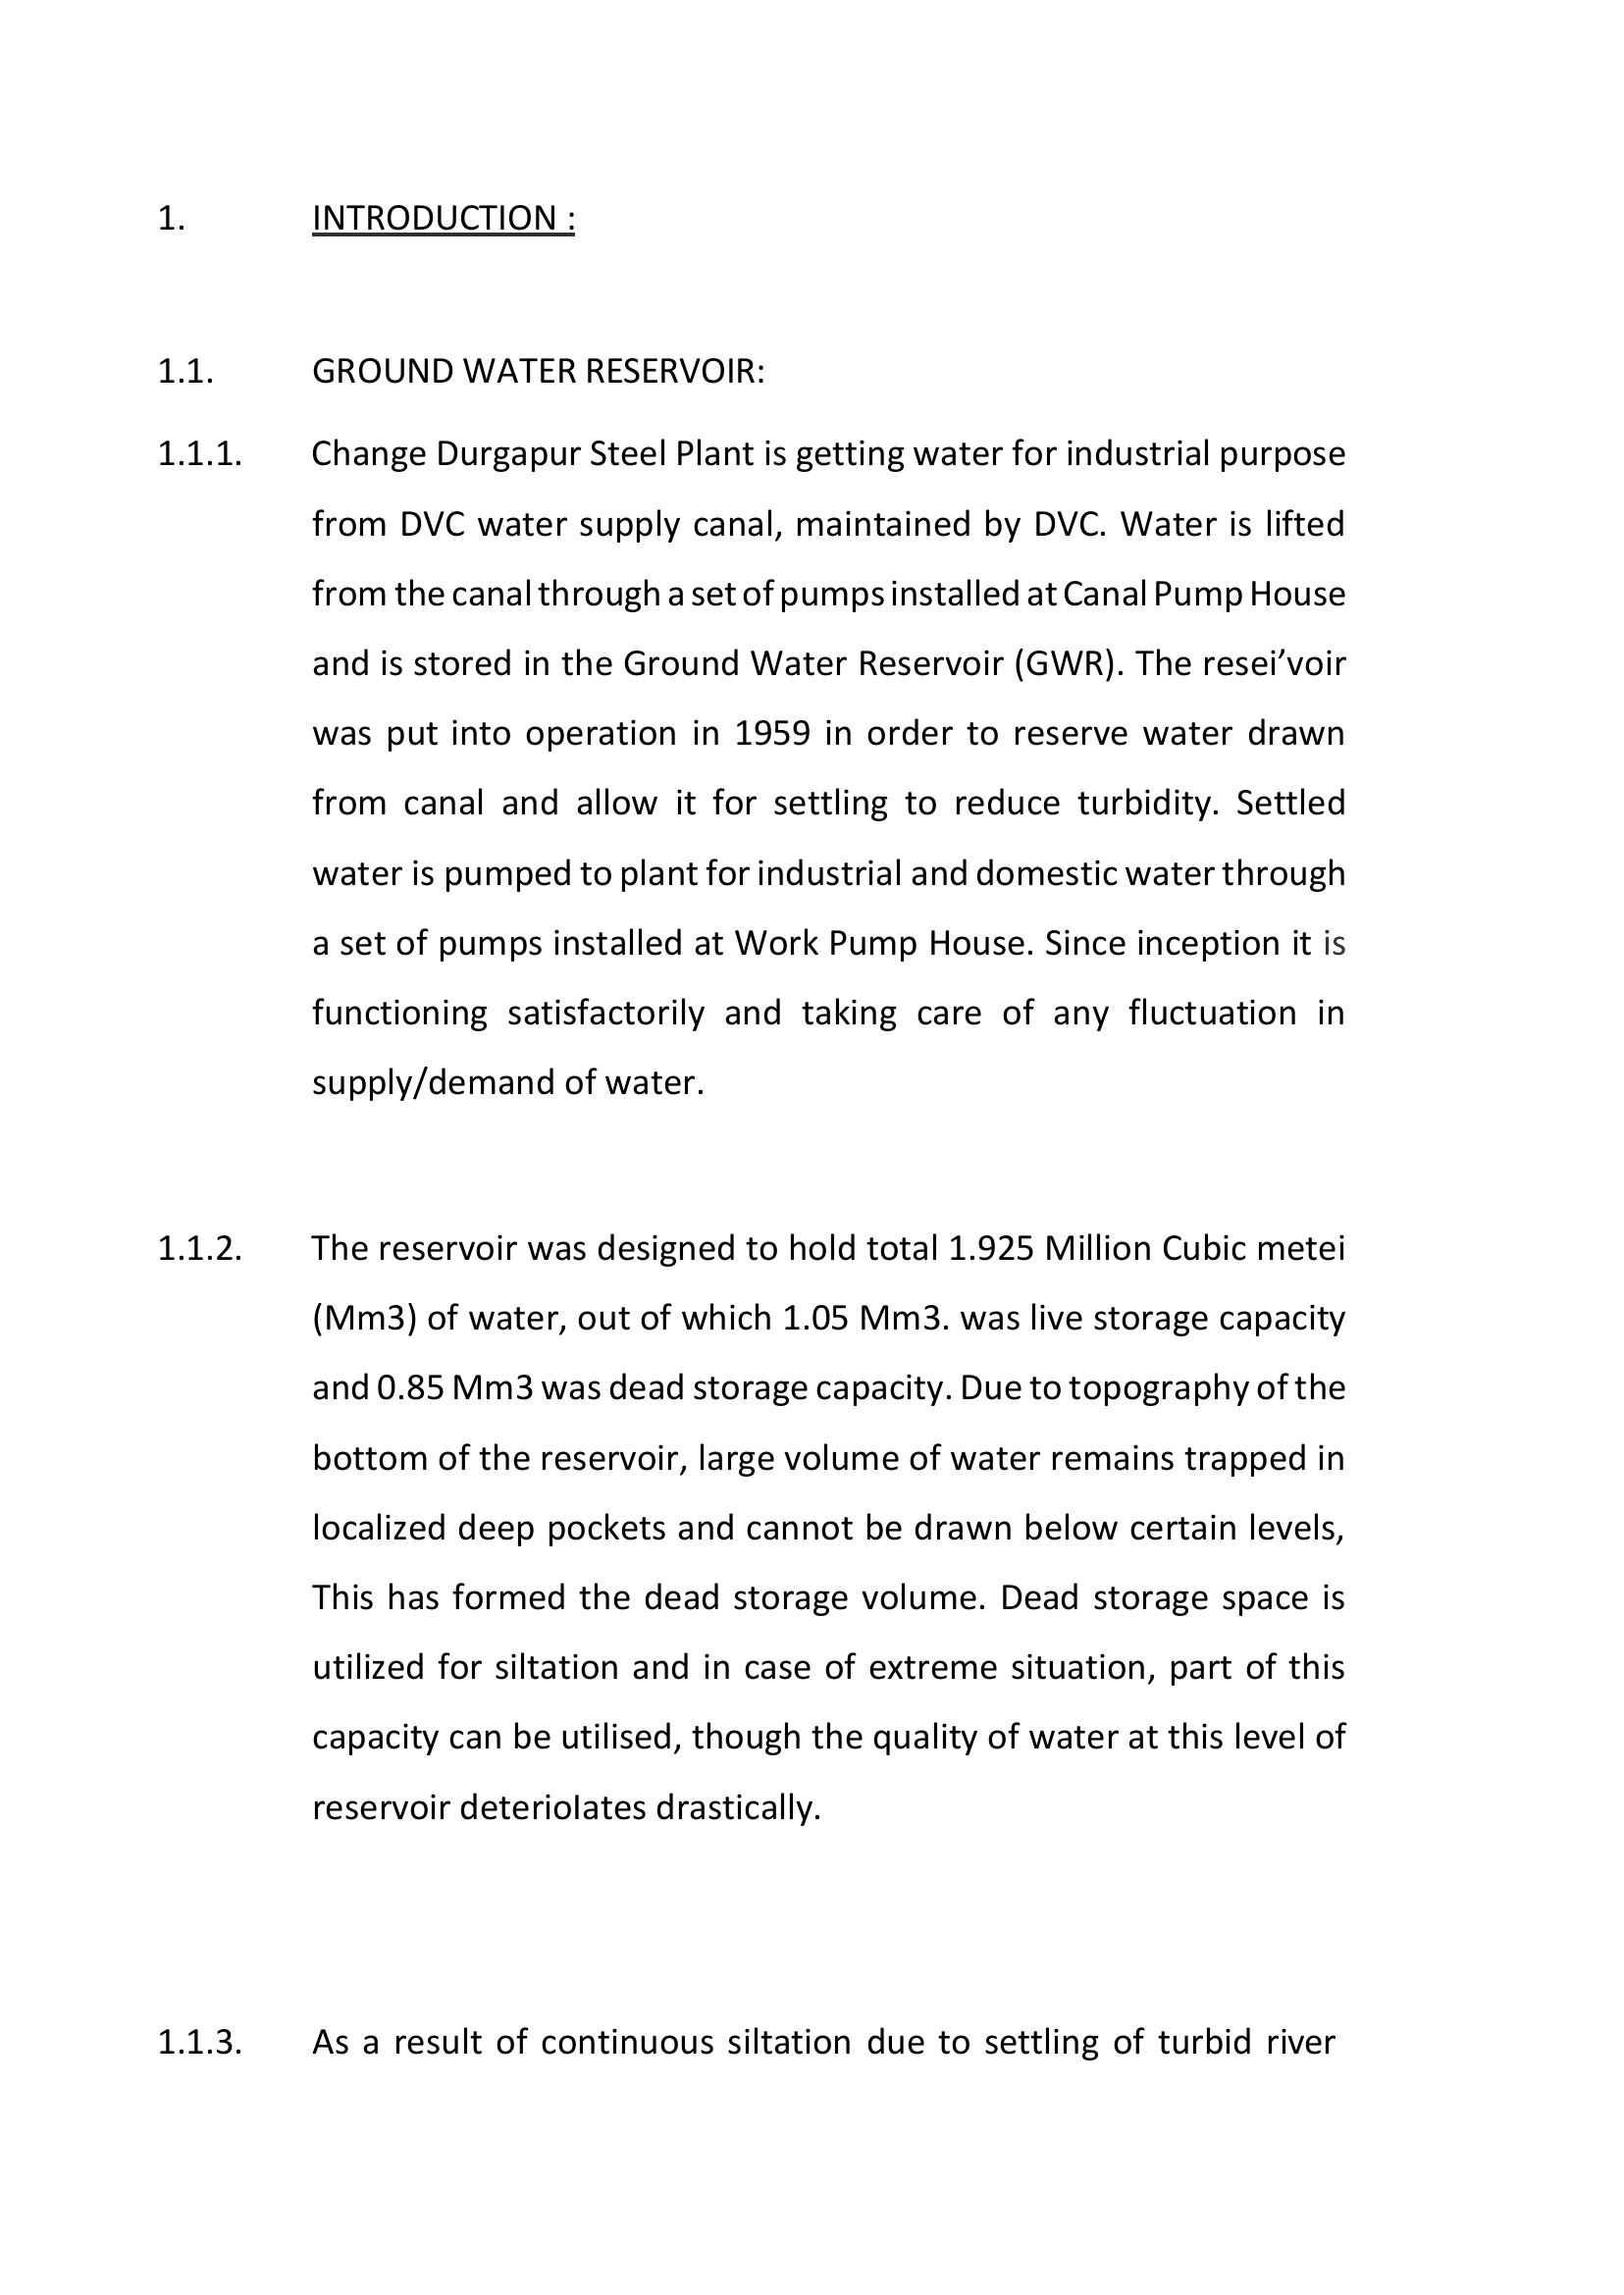 1. INTRODUCTION :
1.1. GROUND WATER RESERVOIR:
1.1.1. Change Durgapur Steel Plant is getting water for industrial purpose
from DVC water supply canal, maintained by DVC. Water is lifted
from the canal through a set of pumps installed at Canal Pump House
and is stored in the Ground Water Reservoir (GWR). The resei’voir
was put into operation in 1959 in order to reserve water drawn
from canal and allow it for settling to reduce turbidity. Settled
water is pumped to plant for industrial and domestic water through
a set of pumps installed at Work Pump House. Since inception it is
functioning satisfactorily and taking care of any fluctuation in
supply/demand of water.
1.1.2. The reservoir was designed to hold total 1.925 Million Cubic metei
(Mm3) of water, out of which 1.05 Mm3. was live storage capacity
and 0.85 Mm3 was dead storage capacity. Due to topography of the
bottom of the reservoir, large volume of water remains trapped in
localized deep pockets and cannot be drawn below certain levels,
This has formed the dead storage volume. Dead storage space is
utilized for siltation and in case of extreme situation, part of this
capacity can be utilised, though the quality of water at this level of
reservoir deterioIates drastically.
1.1.3. As a result of continuous siltation due to settling of turbid river